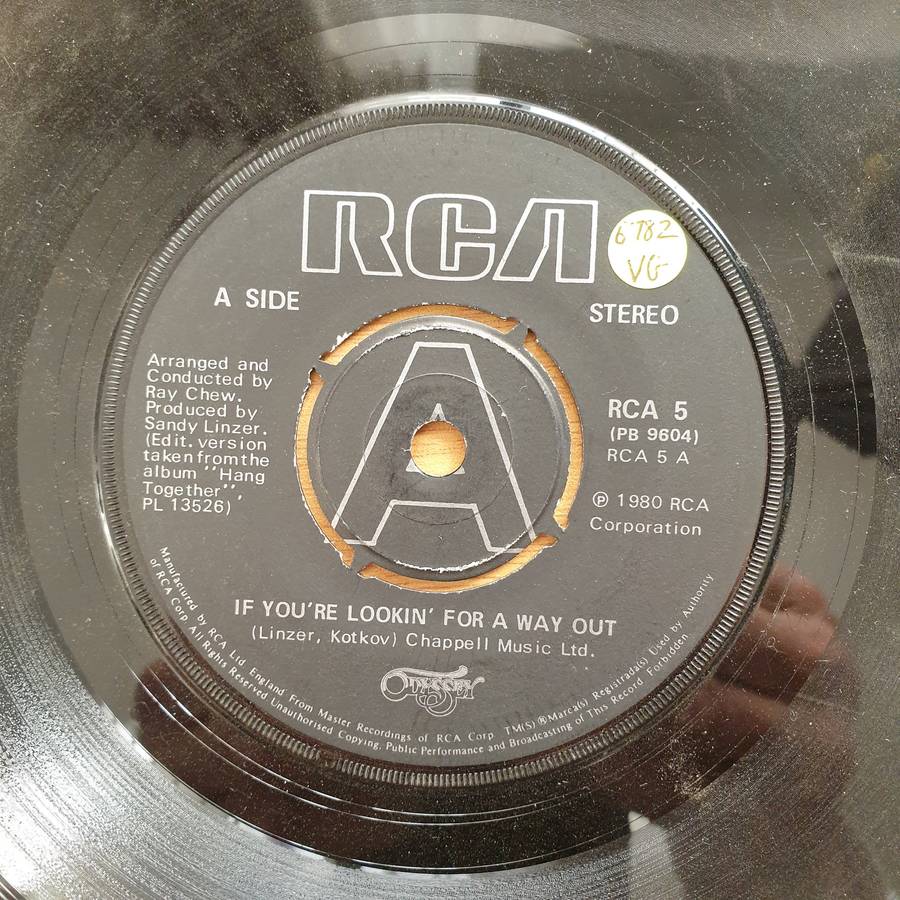 RCA
6782
VG
A SIDE
STEREO
A
Arranged and
Conducted by
Ray Chew.
Produced by
Sandy Linzer.
(Edit. version
taken from the
album "Hang
Together",
PL 13526)
RCA 5
(PB 9604)
RCA 5 A
℗ 1980 RCA
Corporation
IF YOU'RE LOOKIN' FOR A WAY OUT
(Linzer, Kotkov) Chappell Music Ltd.
ODYSSEY
Manufactured by RCA Ltd England From Master Recordings of RCA Corp TM(S) ® Marca(s) Registrada(s) Used by Authority
of RCA Corp All Rights Reserved Unauthorised Copying, Public Performance and Broadcasting of This Record Forbidden